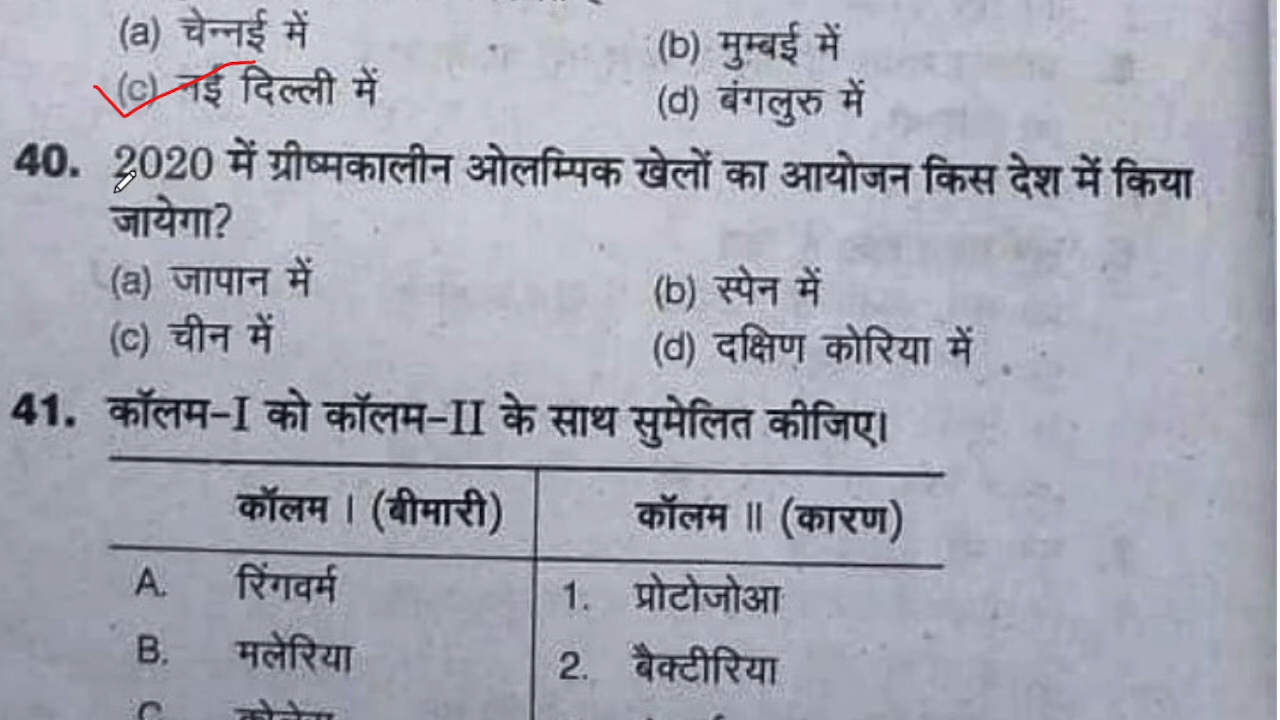 (a) चेन्नई में (b) मुम्बई में
(c) नई दिल्ली में (d) बंगलुरु में
40. 2020 में ग्रीष्मकालीन ओलम्पिक खेलों का आयोजन किस देश में किया
जायेगा?
(a) जापान में (b) स्पेन में
(c) चीन में (d) दक्षिण कोरिया में
41. कॉलम-I को कॉलम-II के साथ सुमेलित कीजिए।
कॉलम I (बीमारी) कॉलम II (कारण)
A. रिंगवर्म 1. प्रोटोजोआ
B. मलेरिया 2. बैक्टीरिया
C.